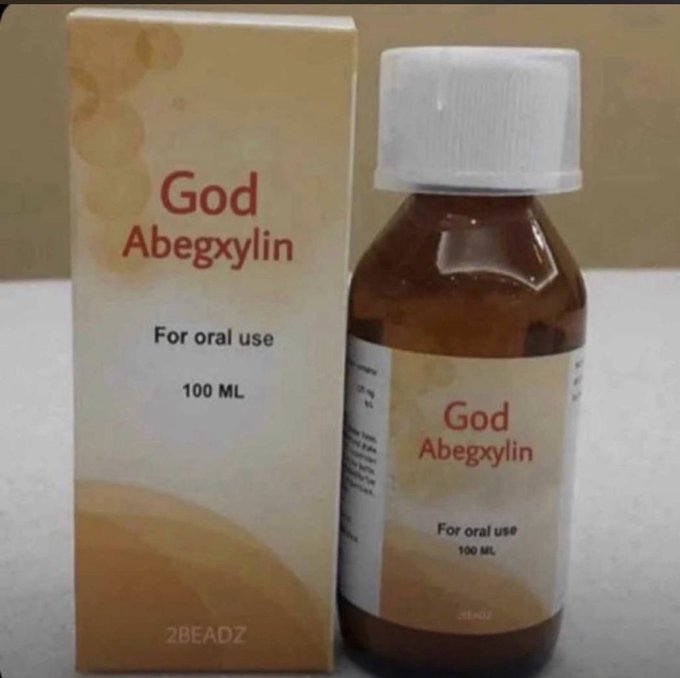 God
Abegxylin
For oral use
100 ML
2BEADZ
God
Abegxylin
For oral use
100 ML
2BEADZ